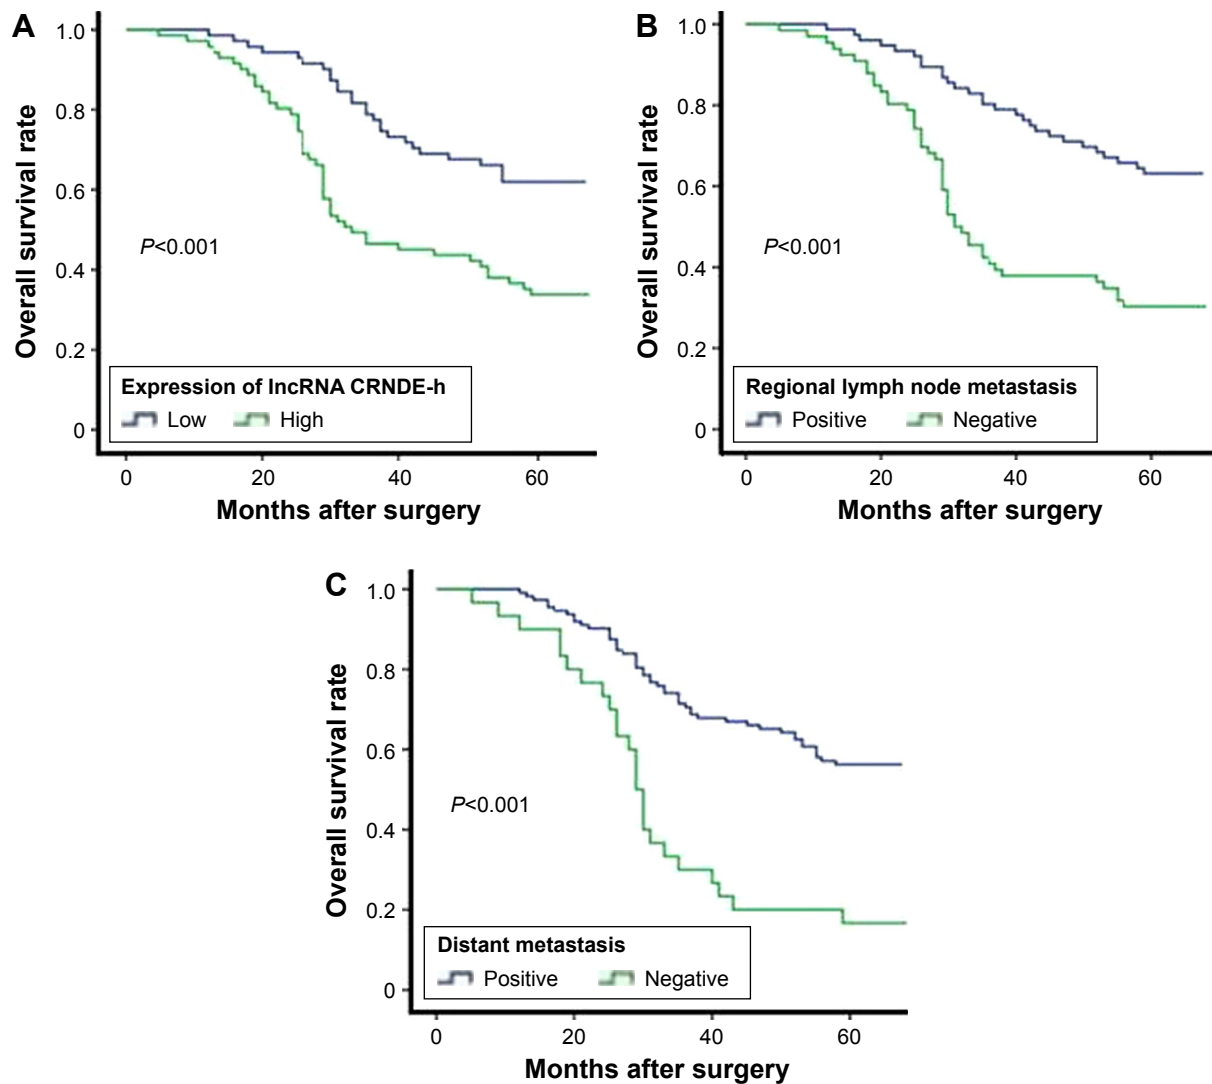 A
Overall survival rate
1.0
0.8
0.6
0.4
0.2
0
P<0.001
Expression of lncRNA CRNDE-h
Low High
0 20 40 60
Months after surgery
B
Overall survival rate
1.0
0.8
0.6
0.4
0.2
0
P<0.001
Regional lymph node metastasis
Positive Negative
0 20 40 60
Months after surgery
C
Overall survival rate
1.0
0.8
0.6
0.4
0.2
0
P<0.001
Distant metastasis
Positive Negative
0 20 40 60
Months after surgery